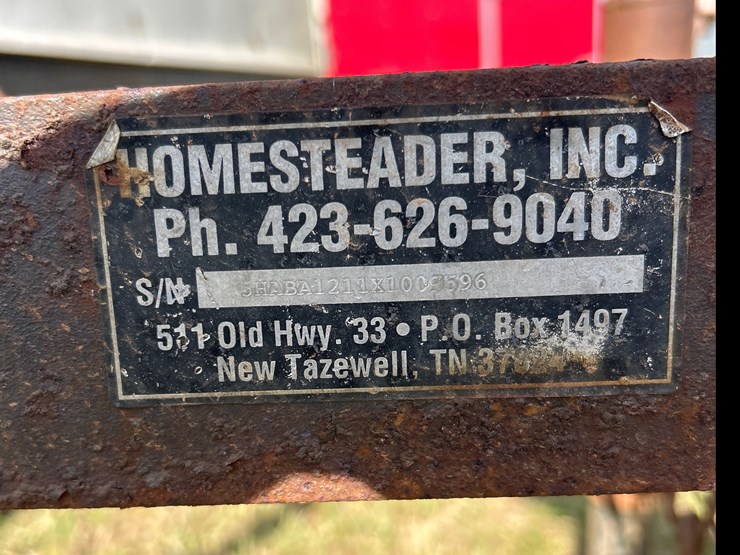 HOMESTEADER, INC.
Ph. 423-626-9040
S/N
511 Old Hwy. 33 • P.O. Box 1497
New Tazewell, TN